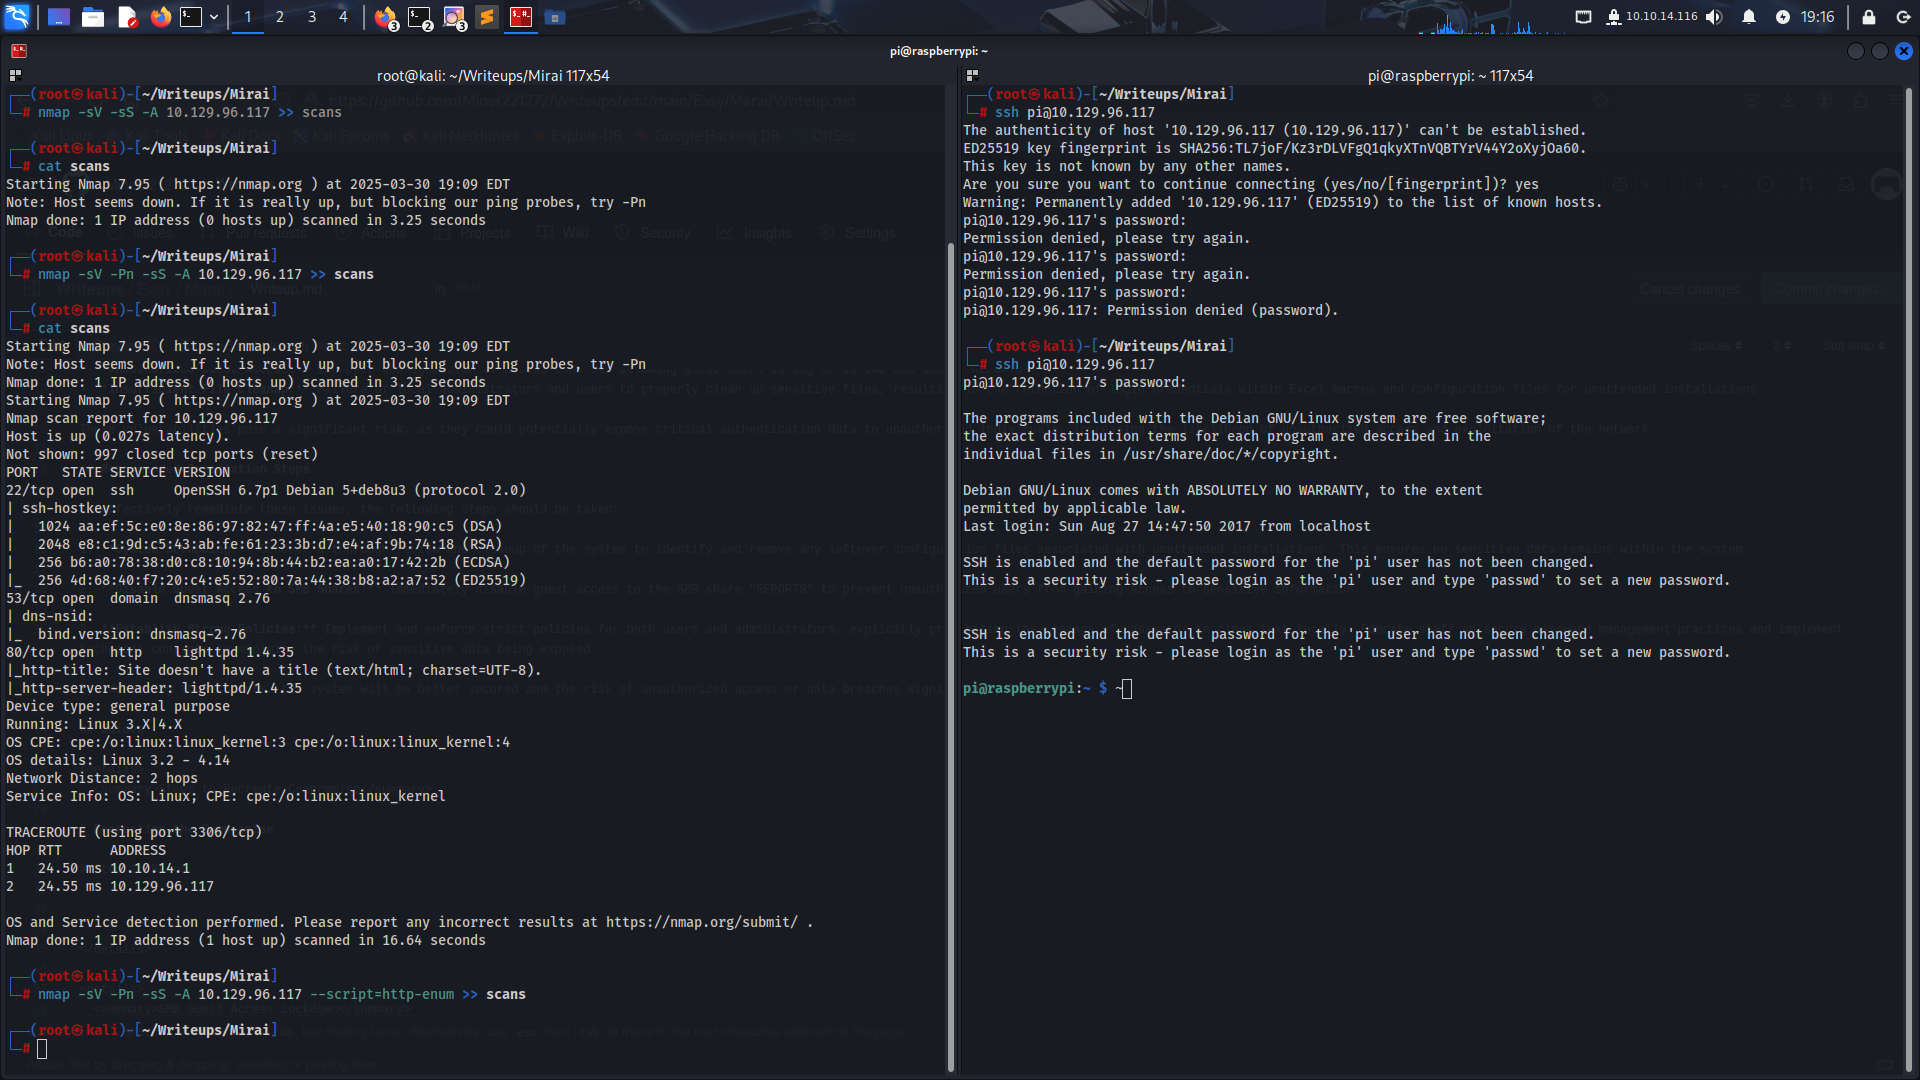 1 2 3 4 3 2 3 10.10.14.116 19:16
pi@raspberrypi: ~
root@kali: ~/Writeups/Mirai 117x54
┌──(root㉿kali)-[~/Writeups/Mirai]
└─# nmap -sV -sS -A 10.129.96.117 >> scans
┌──(root㉿kali)-[~/Writeups/Mirai]
└─# cat scans
Starting Nmap 7.95 ( https://nmap.org ) at 2025-03-30 19:09 EDT
Note: Host seems down. If it is really up, but blocking our ping probes, try -Pn
Nmap done: 1 IP address (0 hosts up) scanned in 3.25 seconds
┌──(root㉿kali)-[~/Writeups/Mirai]
└─# nmap -sV -Pn -sS -A 10.129.96.117 >> scans
┌──(root㉿kali)-[~/Writeups/Mirai]
└─# cat scans
Starting Nmap 7.95 ( https://nmap.org ) at 2025-03-30 19:09 EDT
Note: Host seems down. If it is really up, but blocking our ping probes, try -Pn
Nmap done: 1 IP address (0 hosts up) scanned in 3.25 seconds
Starting Nmap 7.95 ( https://nmap.org ) at 2025-03-30 19:09 EDT
Nmap scan report for 10.129.96.117
Host is up (0.027s latency).
Not shown: 997 closed tcp ports (reset)
PORT   STATE SERVICE VERSION
22/tcp open  ssh     OpenSSH 6.7p1 Debian 5+deb8u3 (protocol 2.0)
| ssh-hostkey:
|   1024 aa:ef:5c:e0:8e:86:97:82:47:ff:4a:e5:40:18:90:c5 (DSA)
|   2048 e8:c1:9d:c5:43:ab:fe:61:23:3b:d7:e4:af:9b:74:18 (RSA)
|   256 b6:a0:78:38:d0:c8:10:94:8b:44:b2:ea:a0:17:42:2b (ECDSA)
|_  256 4d:68:40:f7:20:c4:e5:52:80:7a:44:38:b8:a2:a7:52 (ED25519)
53/tcp open  domain  dnsmasq 2.76
| dns-nsid:
|_  bind.version: dnsmasq-2.76
80/tcp open  http    lighttpd 1.4.35
|_http-title: Site doesn't have a title (text/html; charset=UTF-8).
|_http-server-header: lighttpd/1.4.35
Device type: general purpose
Running: Linux 3.X|4.X
OS CPE: cpe:/o:linux:linux_kernel:3 cpe:/o:linux:linux_kernel:4
OS details: Linux 3.2 - 4.14
Network Distance: 2 hops
Service Info: OS: Linux; CPE: cpe:/o:linux:linux_kernel
TRACEROUTE (using port 3306/tcp)
HOP RTT      ADDRESS
1   24.50 ms 10.10.14.1
2   24.55 ms 10.129.96.117
OS and Service detection performed. Please report any incorrect results at https://nmap.org/submit/ .
Nmap done: 1 IP address (1 host up) scanned in 16.64 seconds
┌──(root㉿kali)-[~/Writeups/Mirai]
└─# nmap -sV -Pn -sS -A 10.129.96.117 --script=http-enum >> scans
┌──(root㉿kali)-[~/Writeups/Mirai]
└─#
pi@raspberrypi: ~ 117x54
┌──(root㉿kali)-[~/Writeups/Mirai]
└─# ssh pi@10.129.96.117
The authenticity of host '10.129.96.117 (10.129.96.117)' can't be established.
ED25519 key fingerprint is SHA256:TL7joF/Kz3rDLVFgQ1qkyXTnVQBTYrV44Y2oXyjOa60.
This key is not known by any other names.
Are you sure you want to continue connecting (yes/no/[fingerprint])? yes
Warning: Permanently added '10.129.96.117' (ED25519) to the list of known hosts.
pi@10.129.96.117's password:
Permission denied, please try again.
pi@10.129.96.117's password:
Permission denied, please try again.
pi@10.129.96.117's password:
pi@10.129.96.117: Permission denied (password).
┌──(root㉿kali)-[~/Writeups/Mirai]
└─# ssh pi@10.129.96.117
pi@10.129.96.117's password:
The programs included with the Debian GNU/Linux system are free software;
the exact distribution terms for each program are described in the
individual files in /usr/share/doc/*/copyright.
Debian GNU/Linux comes with ABSOLUTELY NO WARRANTY, to the extent
permitted by applicable law.
Last login: Sun Aug 27 14:47:50 2017 from localhost
SSH is enabled and the default password for the 'pi' user has not been changed.
This is a security risk - please login as the 'pi' user and type 'passwd' to set a new password.
SSH is enabled and the default password for the 'pi' user has not been changed.
This is a security risk - please login as the 'pi' user and type 'passwd' to set a new password.
pi@raspberrypi:~ $ ~